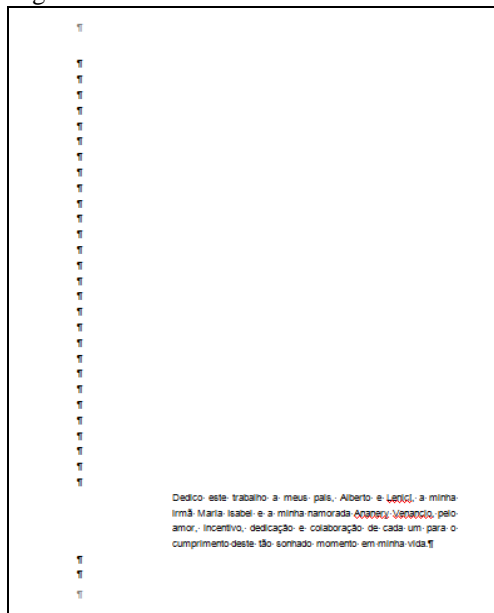 Dedico este trabalho a meus pais, Alberto e Lenici, a minha
irmã Maria Isabel e a minha namorada Ananery Venancio, pelo
amor, incentivo, dedicação e colaboração de cada um para o
cumprimento deste tão sonhado momento em minha vida.¶